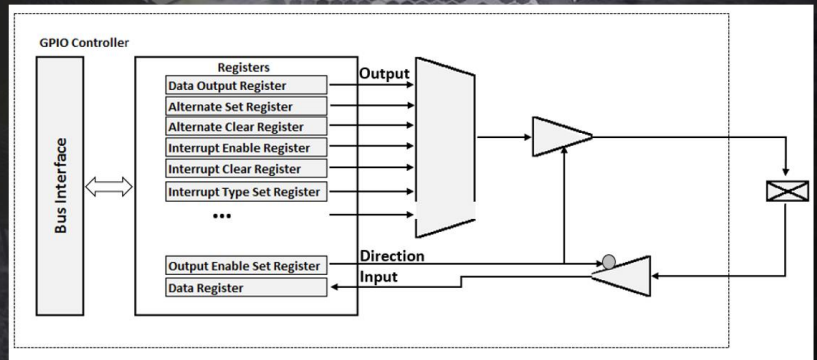 GPIO Controller
Bus Interface
Registers
Data Output Register
Alternate Set Register
Alternate Clear Register
Interrupt Enable Register
Interrupt Clear Register
Interrupt Type Set Register
...
Output Enable Set Register
Data Register
Output
Direction
Input